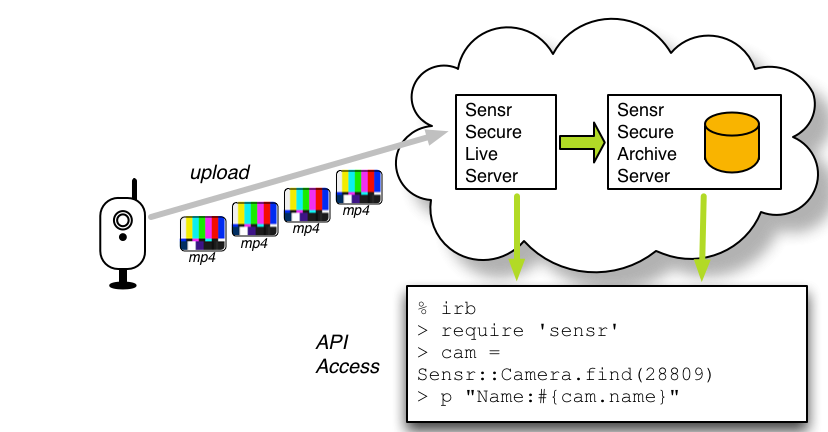 Sensr
Secure
Live
Server
Sensr
Secure
Archive
Server
upload
mp4
mp4
mp4
mp4
API
Access
% irb
> require 'sensr'
> cam =
Sensr::Camera.find(28809)
> p "Name:#{cam.name}"